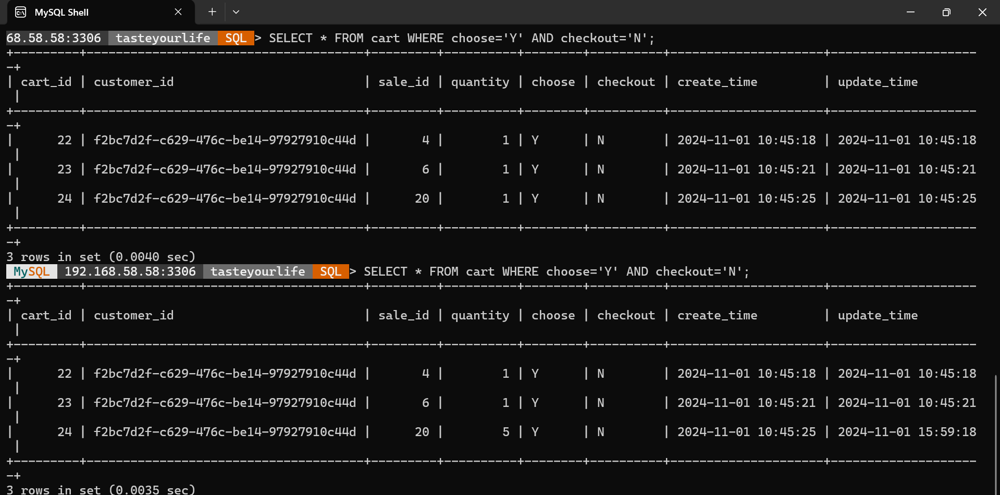 MySQL Shell
68.58.58:3306 tasteyourlife SQL > SELECT * FROM cart WHERE choose='Y' AND checkout='N';
+---------+--------------------------------------+---------+----------+--------+----------+---------------------+--------------------
-+
| cart_id | customer_id                          | sale_id | quantity | choose | checkout | create_time         | update_time
 |
+---------+--------------------------------------+---------+----------+--------+----------+---------------------+--------------------
-+
|      22 | f2bc7d2f-c629-476c-be14-97927910c44d |       4 |        1 | Y      | N        | 2024-11-01 10:45:18 | 2024-11-01 10:45:18
 |
|      23 | f2bc7d2f-c629-476c-be14-97927910c44d |       6 |        1 | Y      | N        | 2024-11-01 10:45:21 | 2024-11-01 10:45:21
 |
|      24 | f2bc7d2f-c629-476c-be14-97927910c44d |      20 |        1 | Y      | N        | 2024-11-01 10:45:25 | 2024-11-01 10:45:25
 |
+---------+--------------------------------------+---------+----------+--------+----------+---------------------+--------------------
-+
3 rows in set (0.0040 sec)
MySQL 192.168.58.58:3306 tasteyourlife SQL > SELECT * FROM cart WHERE choose='Y' AND checkout='N';
+---------+--------------------------------------+---------+----------+--------+----------+---------------------+--------------------
-+
| cart_id | customer_id                          | sale_id | quantity | choose | checkout | create_time         | update_time
 |
+---------+--------------------------------------+---------+----------+--------+----------+---------------------+--------------------
-+
|      22 | f2bc7d2f-c629-476c-be14-97927910c44d |       4 |        1 | Y      | N        | 2024-11-01 10:45:18 | 2024-11-01 10:45:18
 |
|      23 | f2bc7d2f-c629-476c-be14-97927910c44d |       6 |        1 | Y      | N        | 2024-11-01 10:45:21 | 2024-11-01 10:45:21
 |
|      24 | f2bc7d2f-c629-476c-be14-97927910c44d |      20 |        5 | Y      | N        | 2024-11-01 10:45:25 | 2024-11-01 15:59:18
 |
+---------+--------------------------------------+---------+----------+--------+----------+---------------------+--------------------
-+
3 rows in set (0.0035 sec)